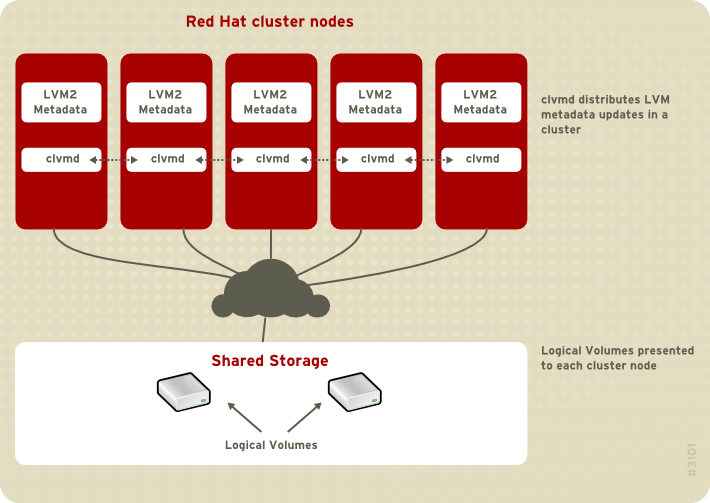 Red Hat cluster nodes
LVM2
Metadata
LVM2
Metadata
LVM2
Metadata
LVM2
Metadata
LVM2
Metadata
clvmd
clvmd
clvmd
clvmd
clvmd
clvmd distributes LVM
metadata updates in a
cluster
Shared Storage
Logical Volumes
Logical Volumes presented
to each cluster node
#3101